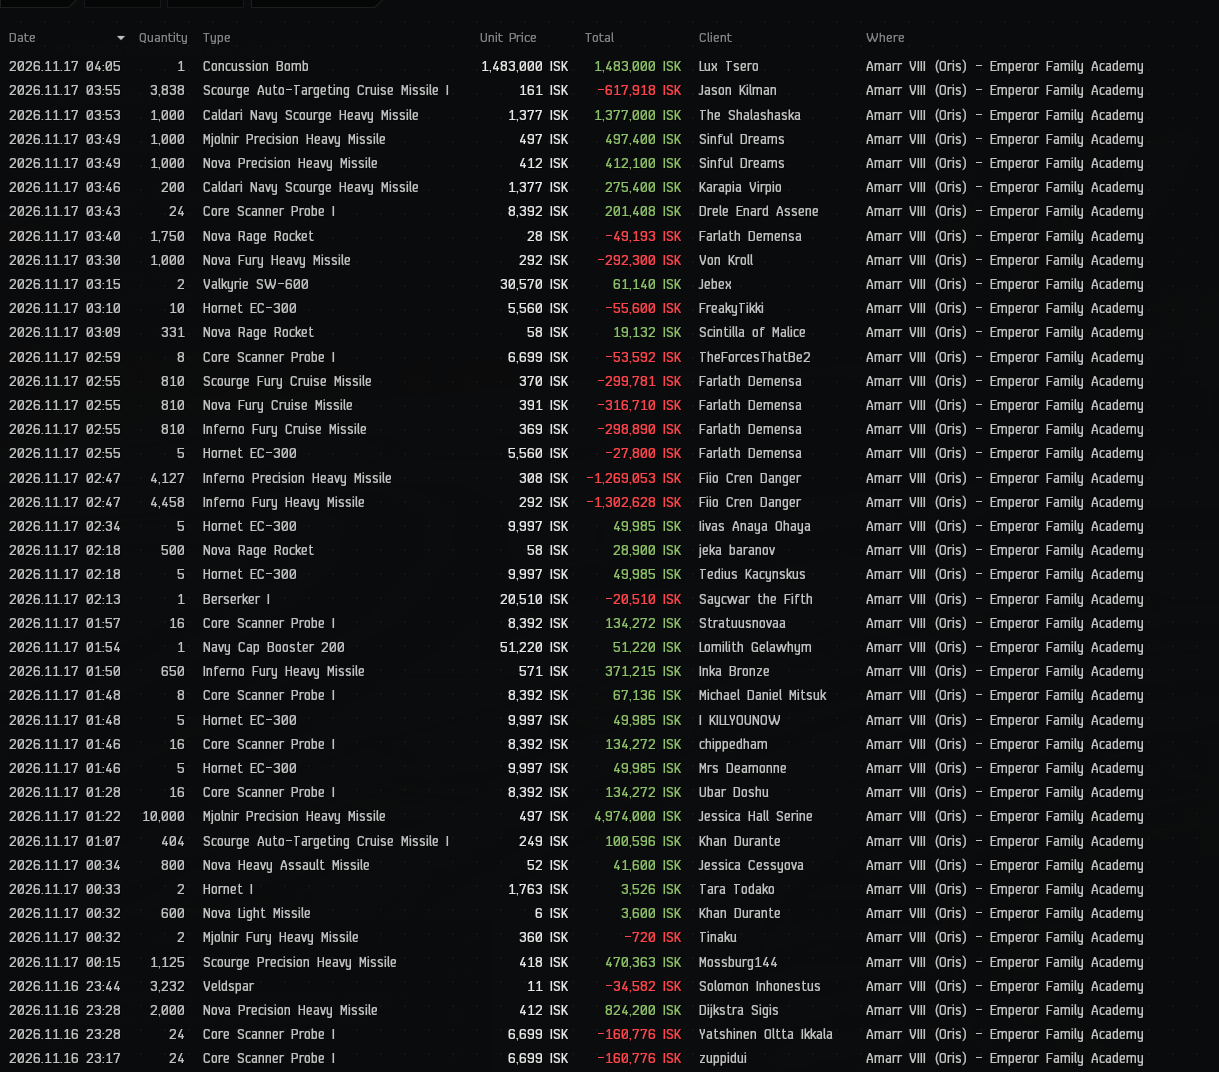 Date Quantity Type Unit Price Total Client Where
2026.11.17 04:05 1 Concussion Bomb 1,483,000 ISK 1,483,000 ISK Lux Tsero Amarr VIII (Oris) - Emperor Family Academy
2026.11.17 03:55 3,838 Scourge Auto-Targeting Cruise Missile I 161 ISK -617,918 ISK Jason Kilman Amarr VIII (Oris) - Emperor Family Academy
2026.11.17 03:53 1,000 Caldari Navy Scourge Heavy Missile 1,377 ISK 1,377,000 ISK The Shalashaska Amarr VIII (Oris) - Emperor Family Academy
2026.11.17 03:49 1,000 Mjolnir Precision Heavy Missile 497 ISK 497,400 ISK Sinful Dreams Amarr VIII (Oris) - Emperor Family Academy
2026.11.17 03:49 1,000 Nova Precision Heavy Missile 412 ISK 412,100 ISK Sinful Dreams Amarr VIII (Oris) - Emperor Family Academy
2026.11.17 03:46 200 Caldari Navy Scourge Heavy Missile 1,377 ISK 275,400 ISK Karapia Virpio Amarr VIII (Oris) - Emperor Family Academy
2026.11.17 03:43 24 Core Scanner Probe I 8,392 ISK 201,408 ISK Drele Enard Assene Amarr VIII (Oris) - Emperor Family Academy
2026.11.17 03:40 1,750 Nova Rage Rocket 28 ISK -49,193 ISK Farlath Demensa Amarr VIII (Oris) - Emperor Family Academy
2026.11.17 03:30 1,000 Nova Fury Heavy Missile 292 ISK -292,300 ISK Von Kroll Amarr VIII (Oris) - Emperor Family Academy
2026.11.17 03:15 2 Valkyrie SW-600 30,570 ISK 61,140 ISK Jebex Amarr VIII (Oris) - Emperor Family Academy
2026.11.17 03:10 10 Hornet EC-300 5,560 ISK -55,600 ISK FreakyTikki Amarr VIII (Oris) - Emperor Family Academy
2026.11.17 03:09 331 Nova Rage Rocket 58 ISK 19,132 ISK Scintilla of Malice Amarr VIII (Oris) - Emperor Family Academy
2026.11.17 02:59 8 Core Scanner Probe I 6,699 ISK -53,592 ISK TheForcesThatBe2 Amarr VIII (Oris) - Emperor Family Academy
2026.11.17 02:55 810 Scourge Fury Cruise Missile 370 ISK -299,781 ISK Farlath Demensa Amarr VIII (Oris) - Emperor Family Academy
2026.11.17 02:55 810 Nova Fury Cruise Missile 391 ISK -316,710 ISK Farlath Demensa Amarr VIII (Oris) - Emperor Family Academy
2026.11.17 02:55 810 Inferno Fury Cruise Missile 369 ISK -298,890 ISK Farlath Demensa Amarr VIII (Oris) - Emperor Family Academy
2026.11.17 02:55 5 Hornet EC-300 5,560 ISK -27,800 ISK Farlath Demensa Amarr VIII (Oris) - Emperor Family Academy
2026.11.17 02:47 4,127 Inferno Precision Heavy Missile 308 ISK -1,269,053 ISK Fiio Cren Danger Amarr VIII (Oris) - Emperor Family Academy
2026.11.17 02:47 4,458 Inferno Fury Heavy Missile 292 ISK -1,302,628 ISK Fiio Cren Danger Amarr VIII (Oris) - Emperor Family Academy
2026.11.17 02:34 5 Hornet EC-300 9,997 ISK 49,985 ISK Iivas Anaya Ohaya Amarr VIII (Oris) - Emperor Family Academy
2026.11.17 02:18 500 Nova Rage Rocket 58 ISK 28,900 ISK jeka baranov Amarr VIII (Oris) - Emperor Family Academy
2026.11.17 02:18 5 Hornet EC-300 9,997 ISK 49,985 ISK Tedius Kacynskus Amarr VIII (Oris) - Emperor Family Academy
2026.11.17 02:13 1 Berserker I 20,510 ISK -20,510 ISK Saycwar the Fifth Amarr VIII (Oris) - Emperor Family Academy
2026.11.17 01:57 16 Core Scanner Probe I 8,392 ISK 134,272 ISK Stratuusnovaa Amarr VIII (Oris) - Emperor Family Academy
2026.11.17 01:54 1 Navy Cap Booster 200 51,220 ISK 51,220 ISK Lomilith Gelawhym Amarr VIII (Oris) - Emperor Family Academy
2026.11.17 01:50 650 Inferno Fury Heavy Missile 571 ISK 371,215 ISK Inka Bronze Amarr VIII (Oris) - Emperor Family Academy
2026.11.17 01:48 8 Core Scanner Probe I 8,392 ISK 67,136 ISK Michael Daniel Mitsuk Amarr VIII (Oris) - Emperor Family Academy
2026.11.17 01:48 5 Hornet EC-300 9,997 ISK 49,985 ISK I KILLYOUNOW Amarr VIII (Oris) - Emperor Family Academy
2026.11.17 01:46 16 Core Scanner Probe I 8,392 ISK 134,272 ISK chippedham Amarr VIII (Oris) - Emperor Family Academy
2026.11.17 01:46 5 Hornet EC-300 9,997 ISK 49,985 ISK Mrs Deamonne Amarr VIII (Oris) - Emperor Family Academy
2026.11.17 01:28 16 Core Scanner Probe I 8,392 ISK 134,272 ISK Ubar Doshu Amarr VIII (Oris) - Emperor Family Academy
2026.11.17 01:22 10,000 Mjolnir Precision Heavy Missile 497 ISK 4,974,000 ISK Jessica Hall Serine Amarr VIII (Oris) - Emperor Family Academy
2026.11.17 01:07 404 Scourge Auto-Targeting Cruise Missile I 249 ISK 100,596 ISK Khan Durante Amarr VIII (Oris) - Emperor Family Academy
2026.11.17 00:34 800 Nova Heavy Assault Missile 52 ISK 41,600 ISK Jessica Cessyova Amarr VIII (Oris) - Emperor Family Academy
2026.11.17 00:33 2 Hornet I 1,763 ISK 3,526 ISK Tara Todako Amarr VIII (Oris) - Emperor Family Academy
2026.11.17 00:32 600 Nova Light Missile 6 ISK 3,600 ISK Khan Durante Amarr VIII (Oris) - Emperor Family Academy
2026.11.17 00:32 2 Mjolnir Fury Heavy Missile 360 ISK -720 ISK Tinaku Amarr VIII (Oris) - Emperor Family Academy
2026.11.17 00:15 1,125 Scourge Precision Heavy Missile 418 ISK 470,363 ISK Mossburg144 Amarr VIII (Oris) - Emperor Family Academy
2026.11.16 23:44 3,232 Veldspar 11 ISK -34,582 ISK Solomon Inhonestus Amarr VIII (Oris) - Emperor Family Academy
2026.11.16 23:28 2,000 Nova Precision Heavy Missile 412 ISK 824,200 ISK Dijkstra Sigis Amarr VIII (Oris) - Emperor Family Academy
2026.11.16 23:28 24 Core Scanner Probe I 6,699 ISK -160,776 ISK Yatshinen Oltta Ikkala Amarr VIII (Oris) - Emperor Family Academy
2026.11.16 23:17 24 Core Scanner Probe I 6,699 ISK -160,776 ISK zuppidui Amarr VIII (Oris) - Emperor Family Academy